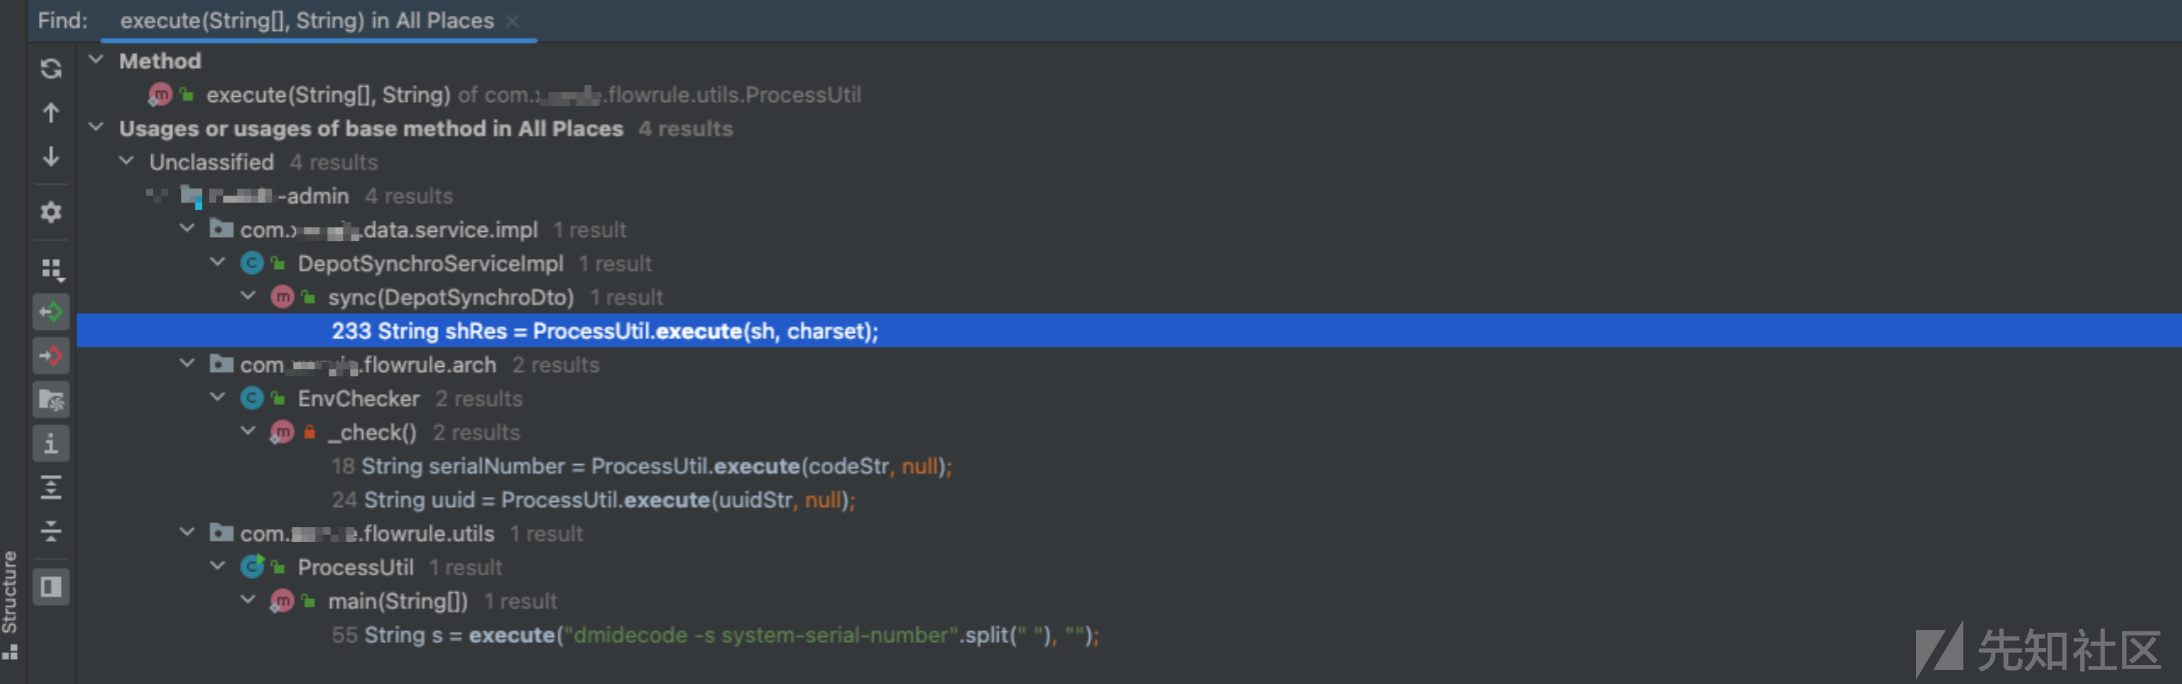 Find: execute(String[], String) in All Places
Method
execute(String[], String) of com. .flowrule.utils.ProcessUtil
Usages or usages of base method in All Places 4 results
Unclassified 4 results
-admin 4 results
com. .data.service.impl 1 result
DepotSynchroServiceImpl 1 result
sync(DepotSynchroDto) 1 result
233 String shRes = ProcessUtil.execute(sh, charset);
com. .flowrule.arch 2 results
EnvChecker 2 results
_check() 2 results
18 String serialNumber = ProcessUtil.execute(codeStr, null);
24 String uuid = ProcessUtil.execute(uuidStr, null);
com. .flowrule.utils 1 result
ProcessUtil 1 result
main(String[]) 1 result
55 String s = execute("dmidecode -s system-serial-number".split(" "), "");
Structure
先知社区